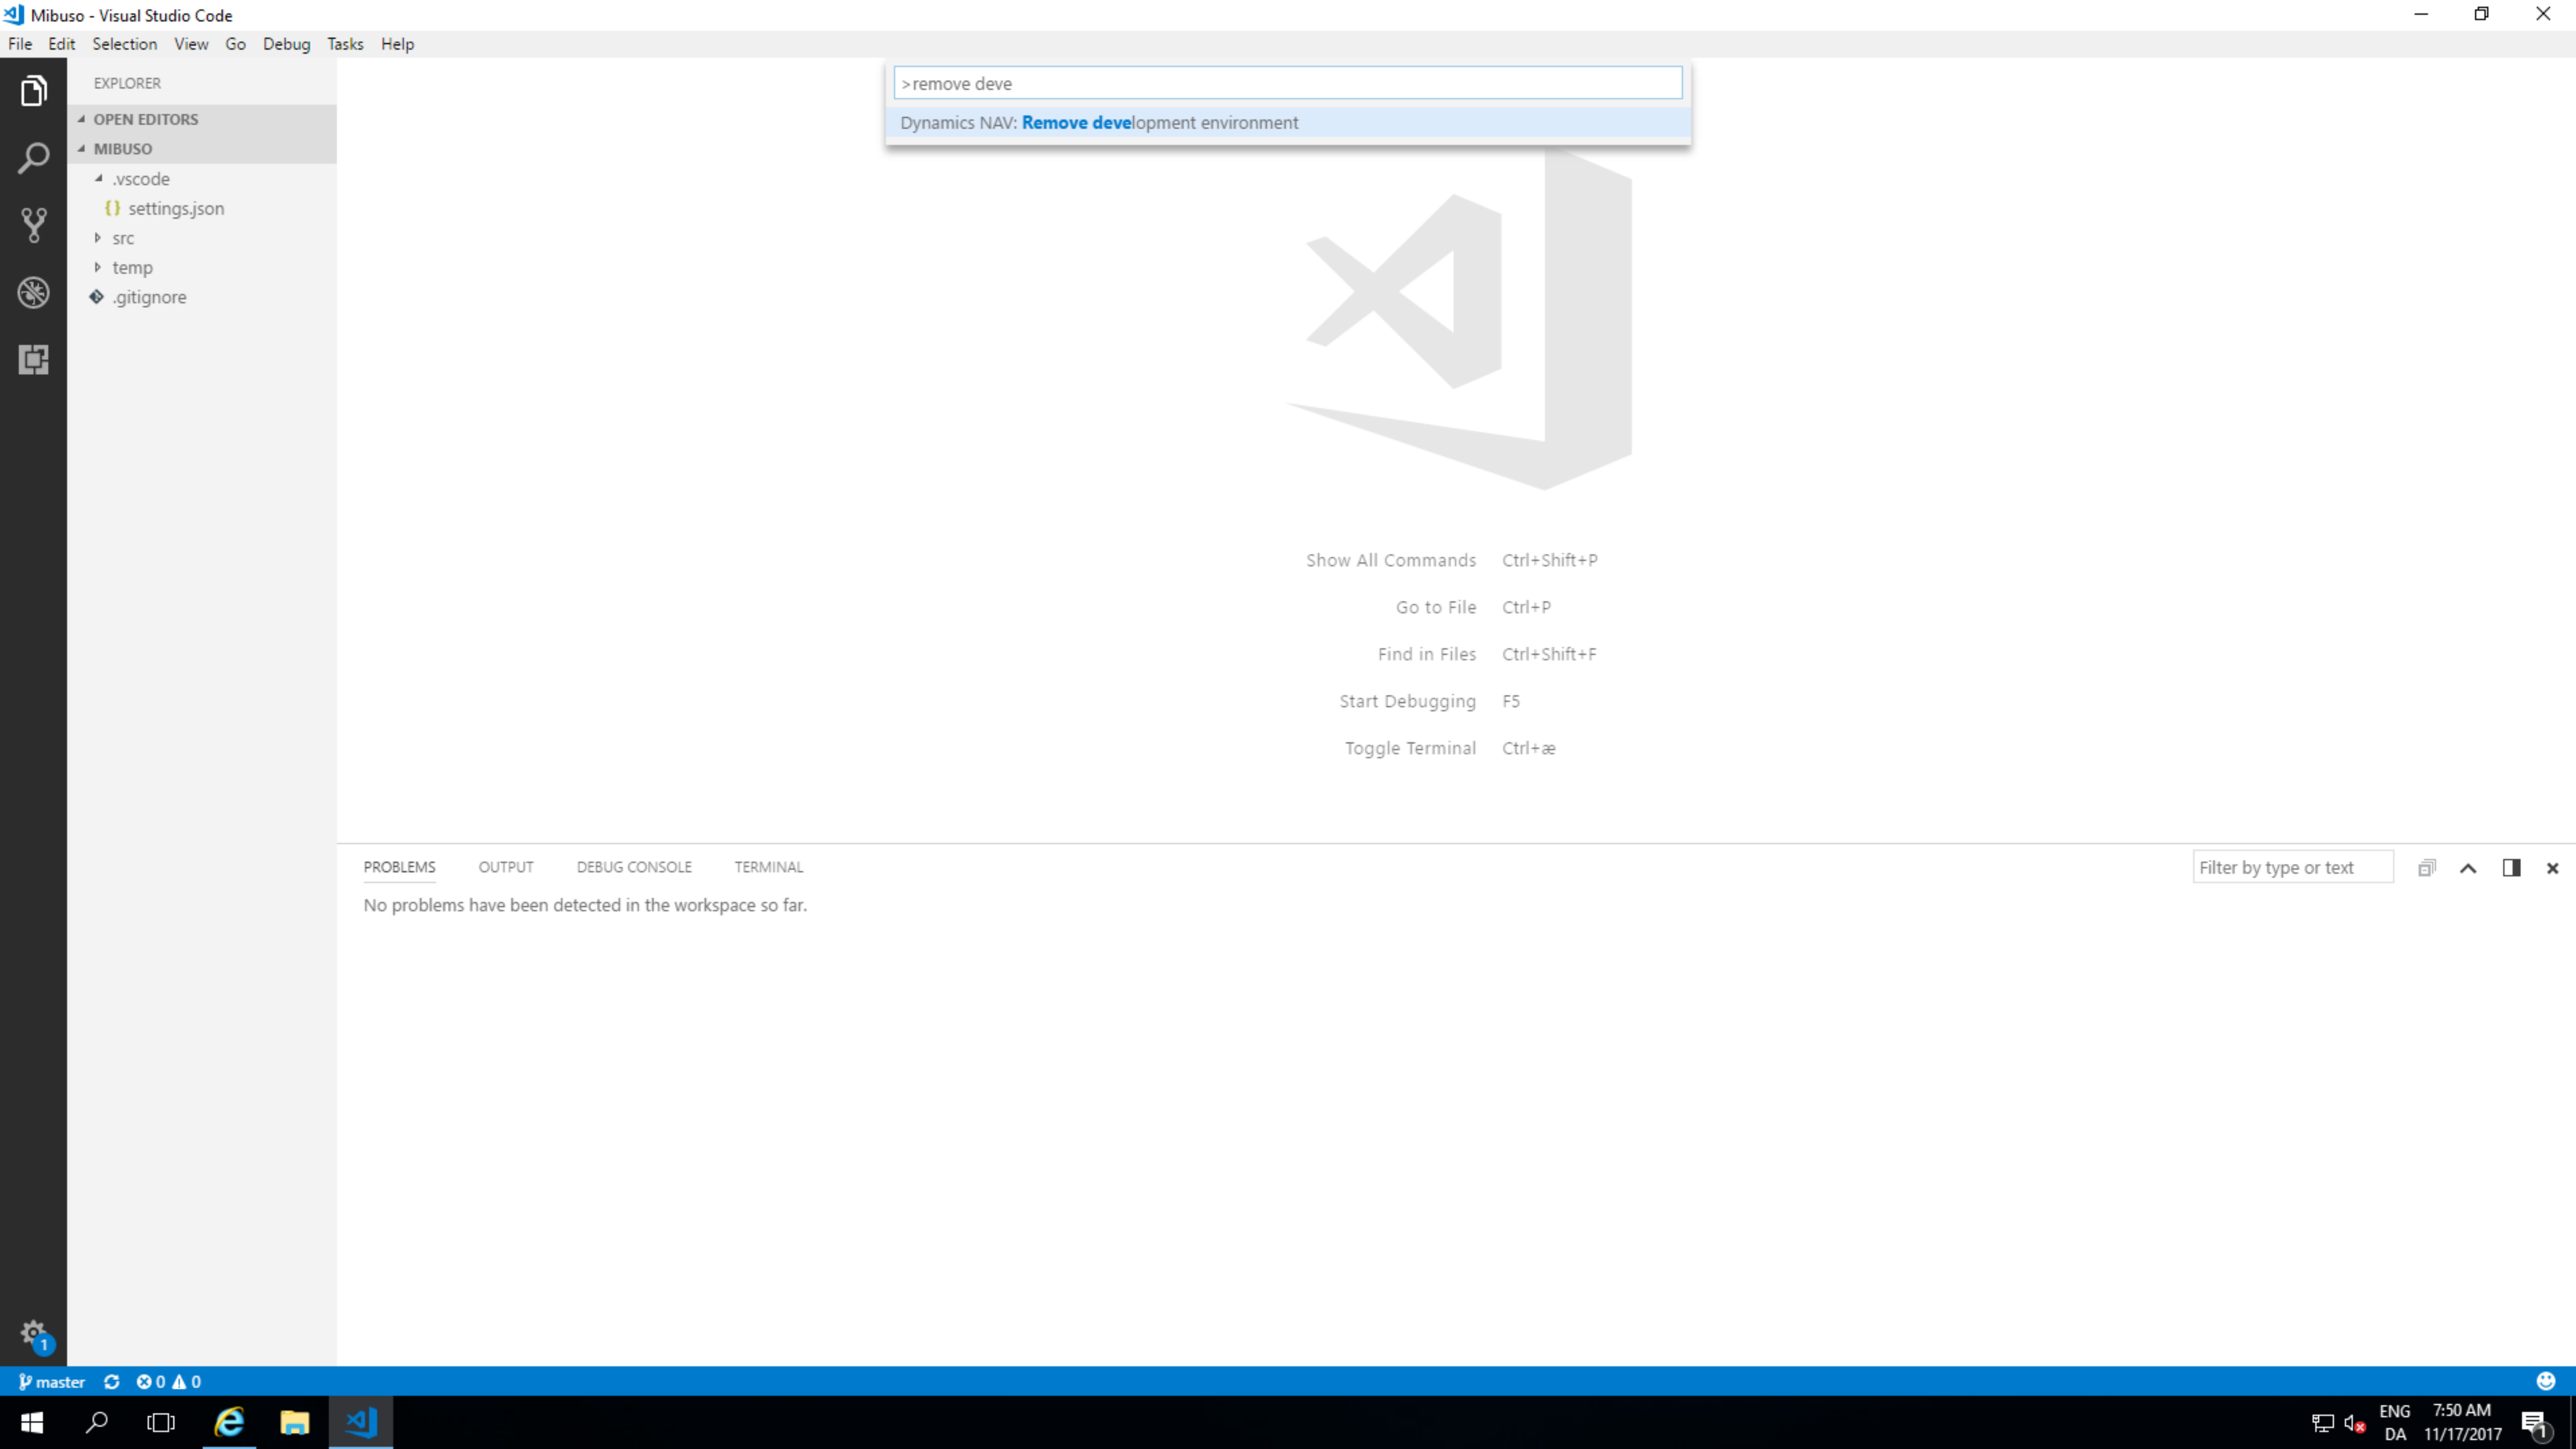 Mibuso - Visual Studio Code
File Edit Selection View Go Debug Tasks Help
EXPLORER
OPEN EDITORS
MIBUSO
.vscode
{} settings.json
src
temp
.gitignore
>remove deve
Dynamics NAV: Remove development environment
Show All Commands Ctrl+Shift+P
Go to File Ctrl+P
Find in Files Ctrl+Shift+F
Start Debugging F5
Toggle Terminal Ctrl+æ
PROBLEMS OUTPUT DEBUG CONSOLE TERMINAL Filter by type or text
No problems have been detected in the workspace so far.
1
master 0 0
ENG 7:50 AM
DA 11/17/2017 1